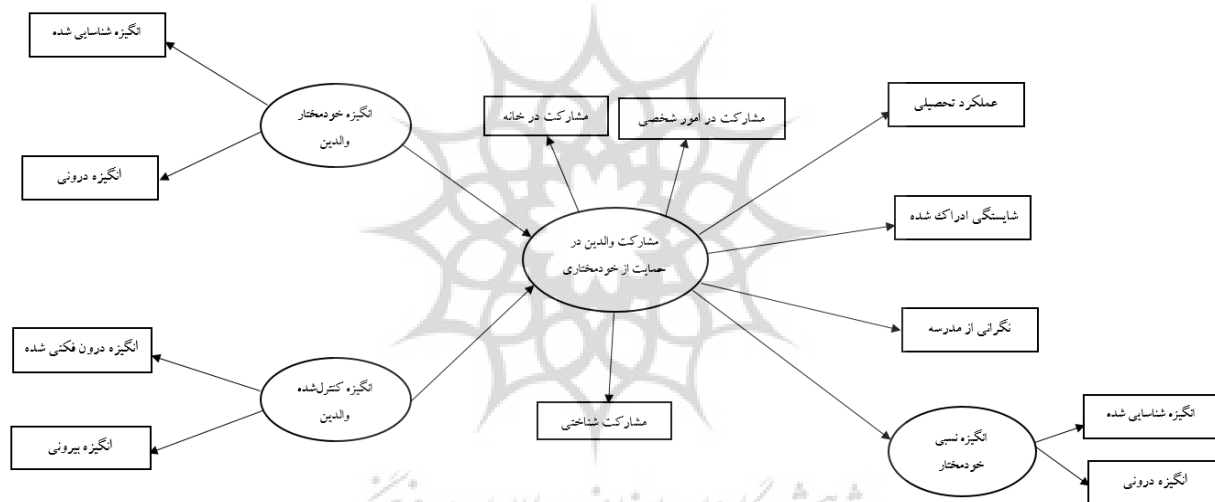 انگیزه شناسایی شده
انگیزه خودمختار
والدین
انگیزه درونی
مشارکت در خانه
مشارکت در امور شخصی
عملکرد تحصیلی
شایستگی ادراک شده
مشارکت والدین در
حمایت از خودمختاری
نگرانی از مدرسه
انگیزه درون فکنی شده
انگیزه کنترل‌شده
والدین
انگیزه بیرونی
مشارکت شناختی
انگیزه نسبی
خودمختار
انگیزه شناسایی شده
انگیزه درونی